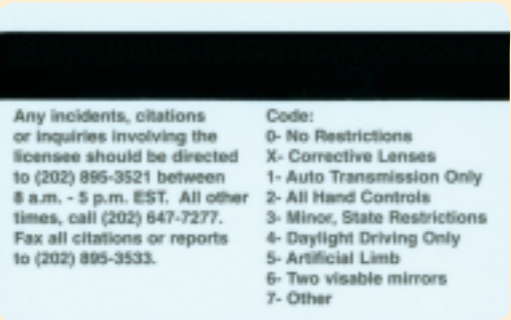 Any incidents, citations
or inquiries involving the
licensee should be directed
to (202) 895-3521 between
8 a.m. - 5 p.m. EST. All other
times, call (202) 647-7277.
Fax all citations or reports
to (202) 895-3533.
Code:
0- No Restrictions
X- Corrective Lenses
1- Auto Transmission Only
2- All Hand Controls
3- Minor, State Restrictions
4- Daylight Driving Only
5- Artificial Limb
6- Two visable mirrors
7- Other